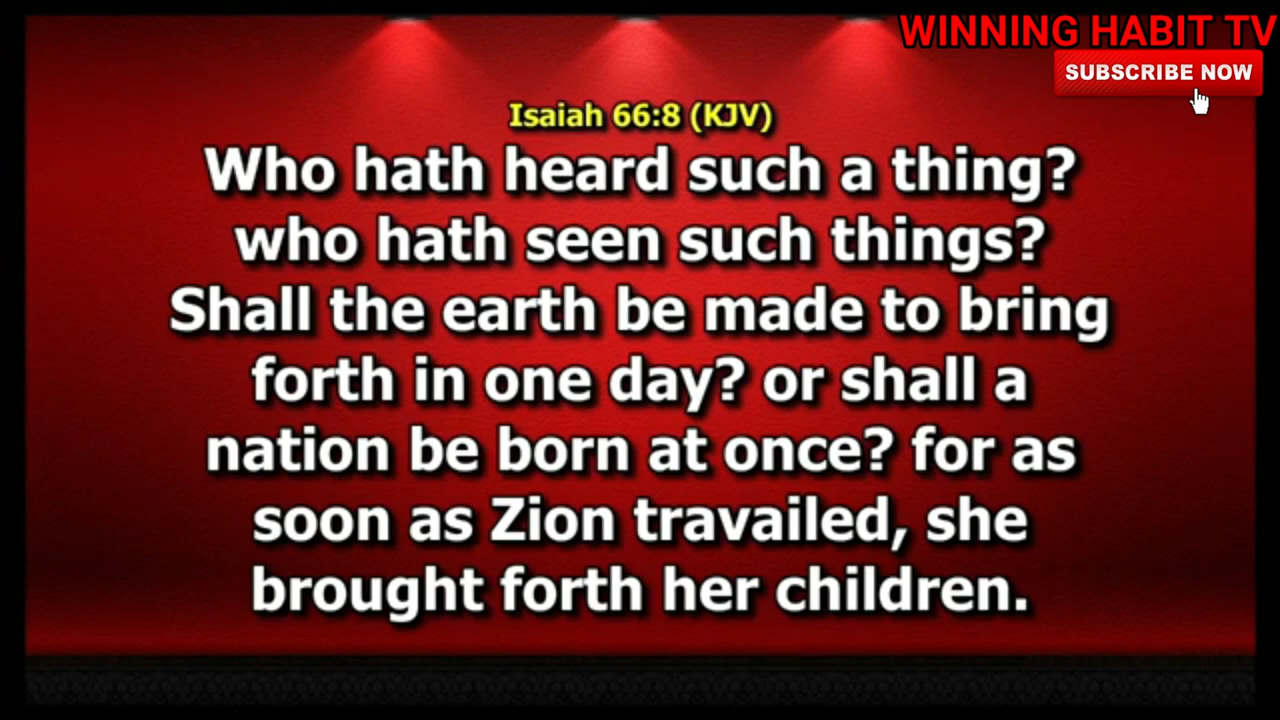 WINNING HABIT TV
SUBSCRIBE NOW
Isaiah 66:8 (KJV)
Who hath heard such a thing?
who hath seen such things?
Shall the earth be made to bring
forth in one day? or shall a
nation be born at once? for as
soon as Zion travailed, she
brought forth her children.